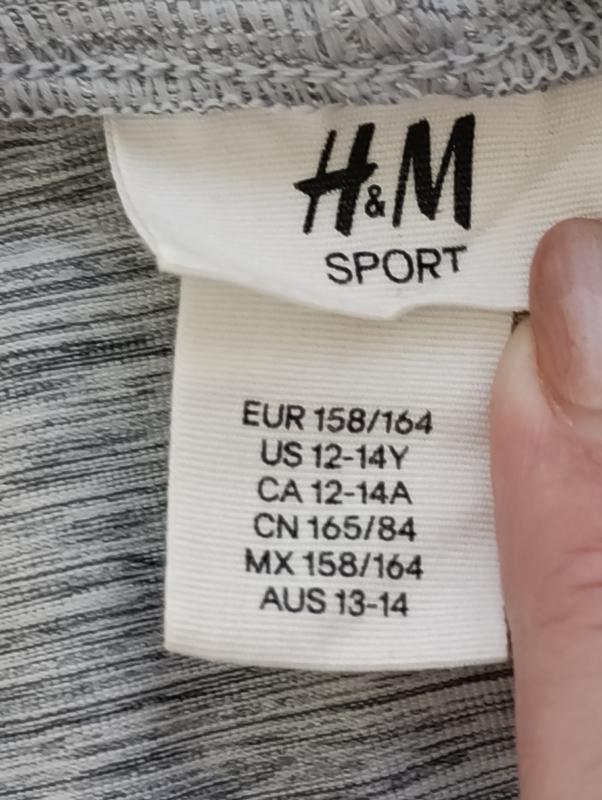 H&M
SPORT
EUR 158/164
US 12-14Y
CA 12-14A
CN 165/84
MX 158/164
AUS 13-14